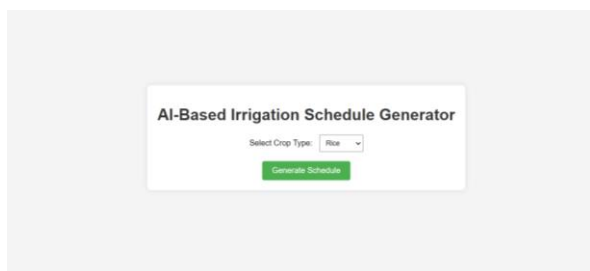 AI-Based Irrigation Schedule Generator
Select Crop Type: Rice
Generate Schedule